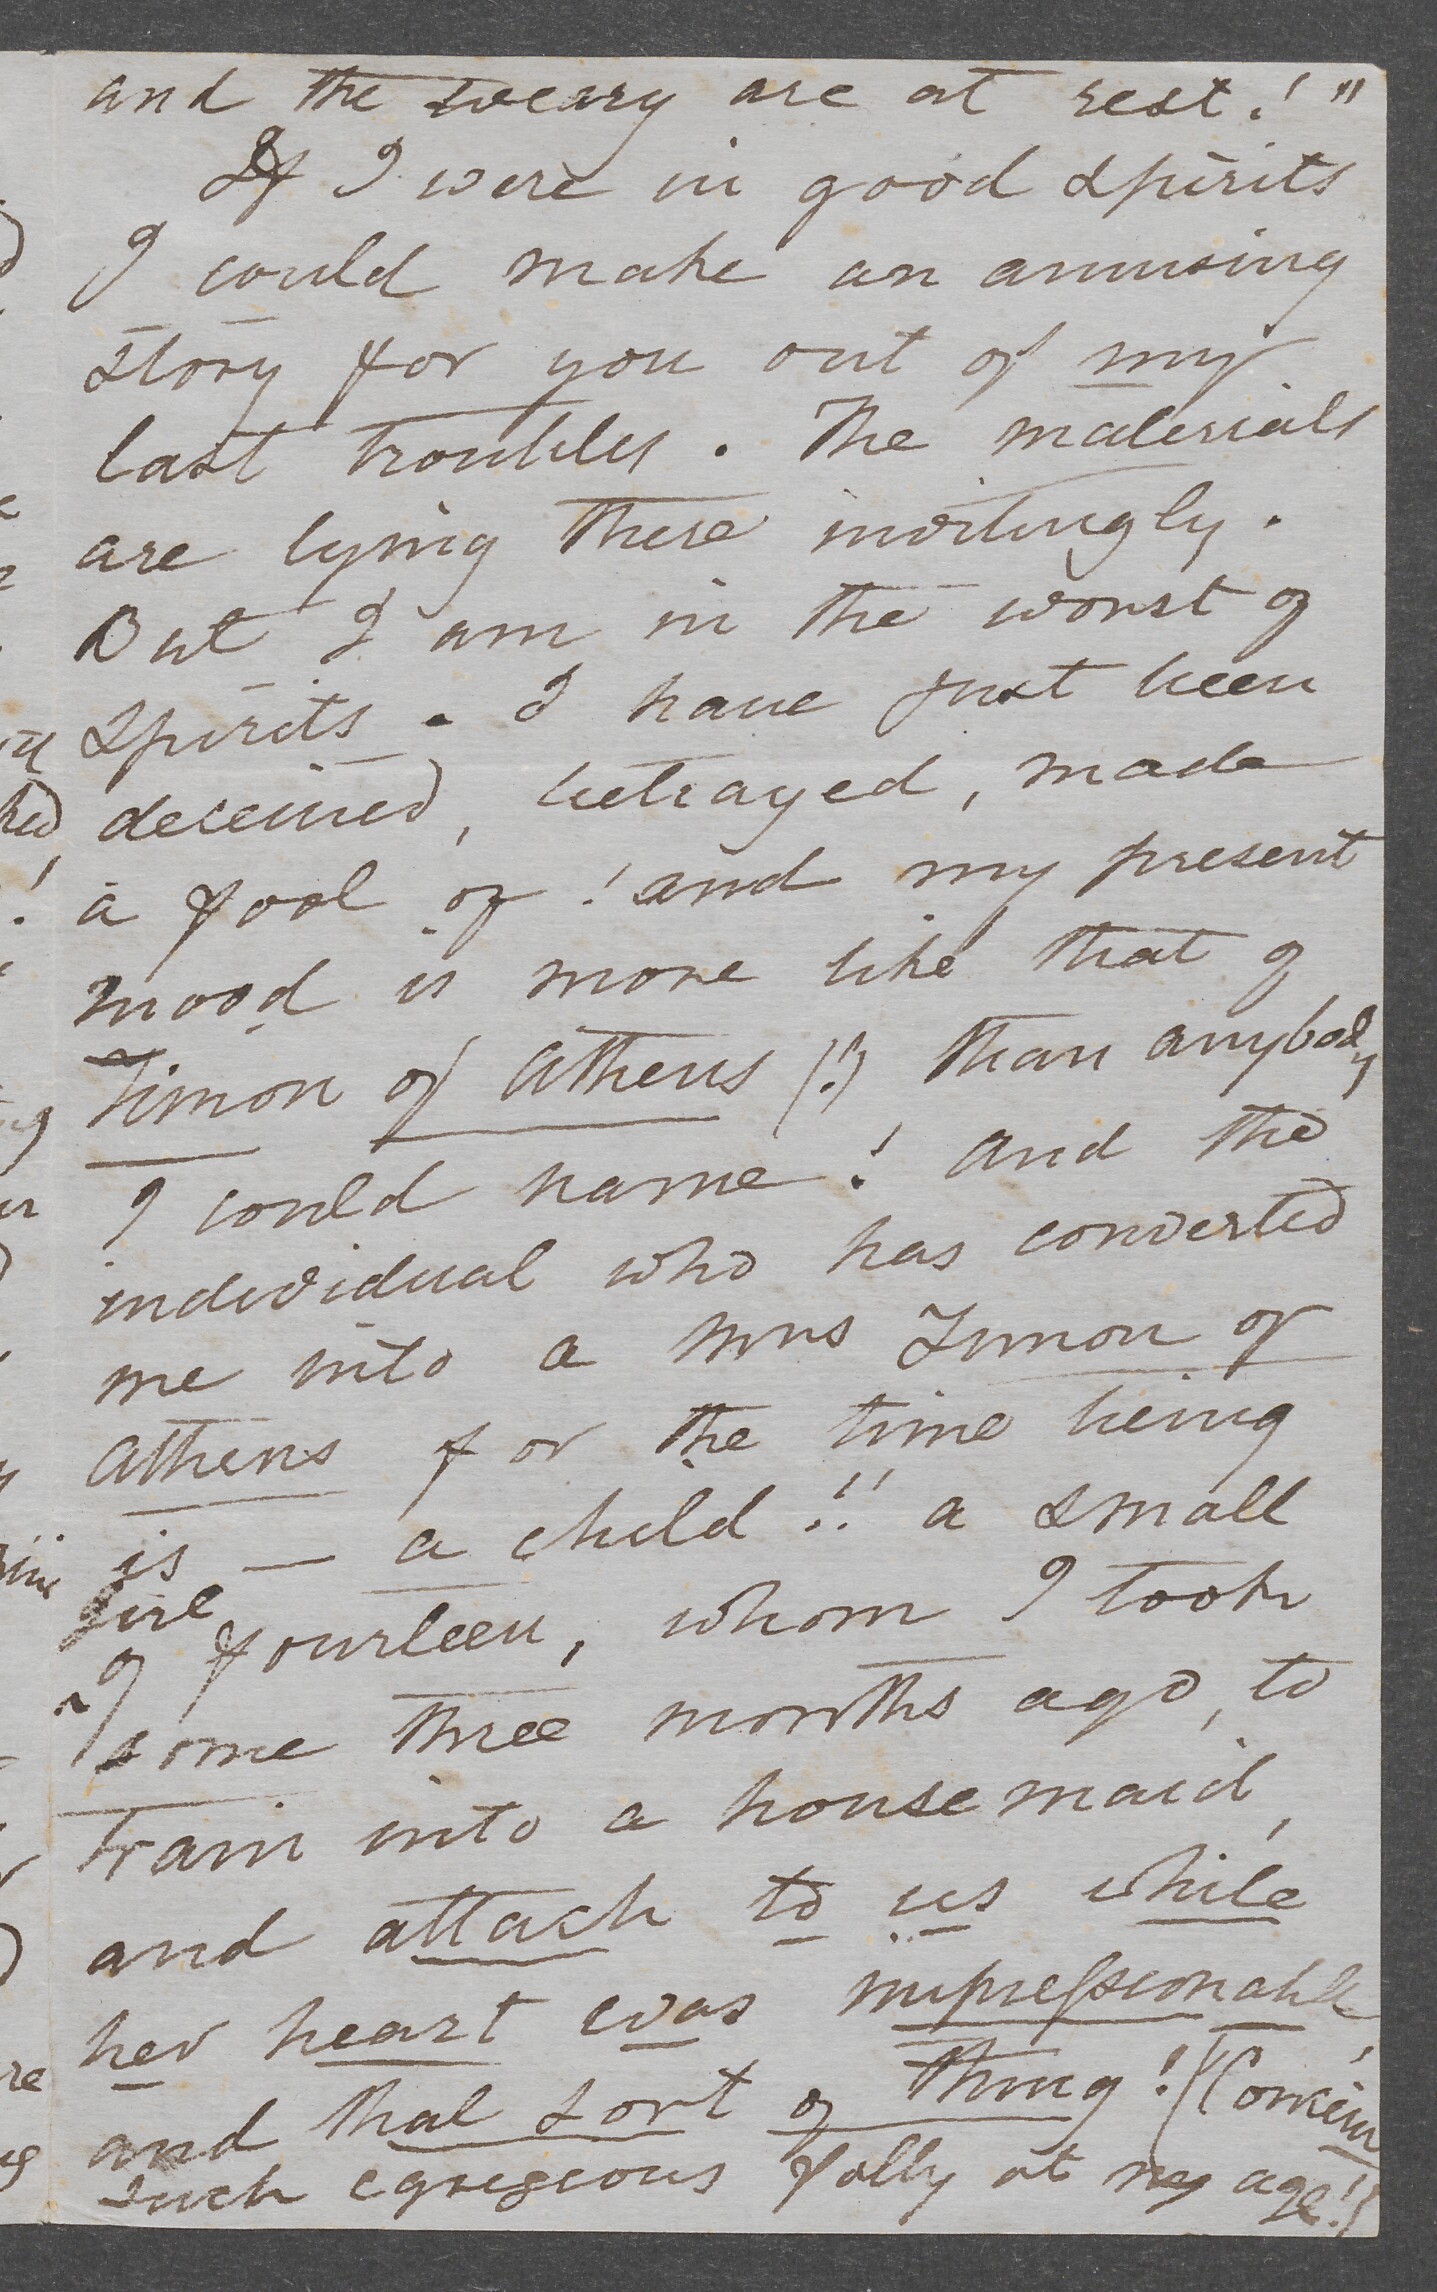 and the weary are at rest!"
If I were in good spirits
I could make an amusing
story for you out of my
last troubles. The materials
are lying there invitingly.
But I am in the worst of
spirits. I have just been
deceived, betrayed, made
a fool of! and my present
mood is more like that of
Timon of Athens (!) than anybody
I could name! And the
individual who has converted
me into a Mrs Timon of
Athens for the time being
is — a child!! a small
girl
of fourteen, whom I took
some three months ago, to
train into a housemaid,
and attach to us while
her heart was impressionable,
and that sort of thing! (Conceive
such egregious folly at my age!)